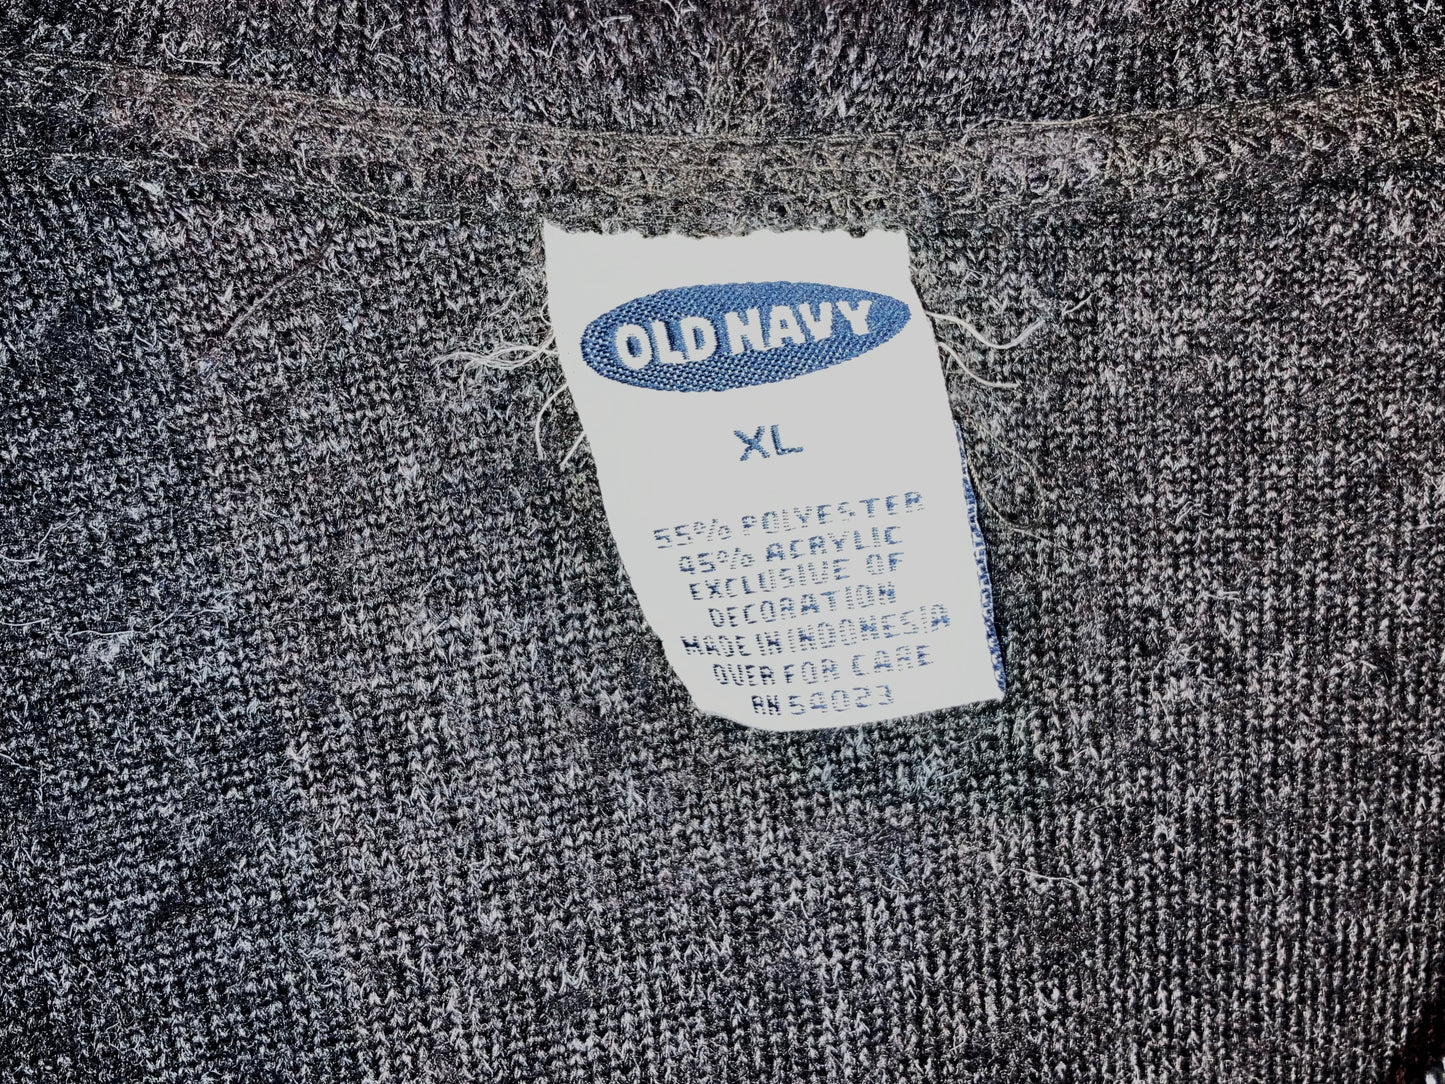 OLD NAVY
XL
55% POLYESTER
45% ACRYLIC
EXCLUSIVE OF
DECORATION
MADE IN INDONESIA
OVER FOR CARE
RN 54023